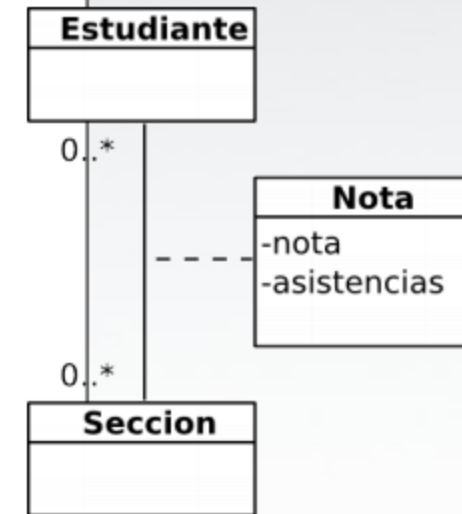 Estudiante
0..*
Nota
-nota
-asistencias
0..*
Seccion